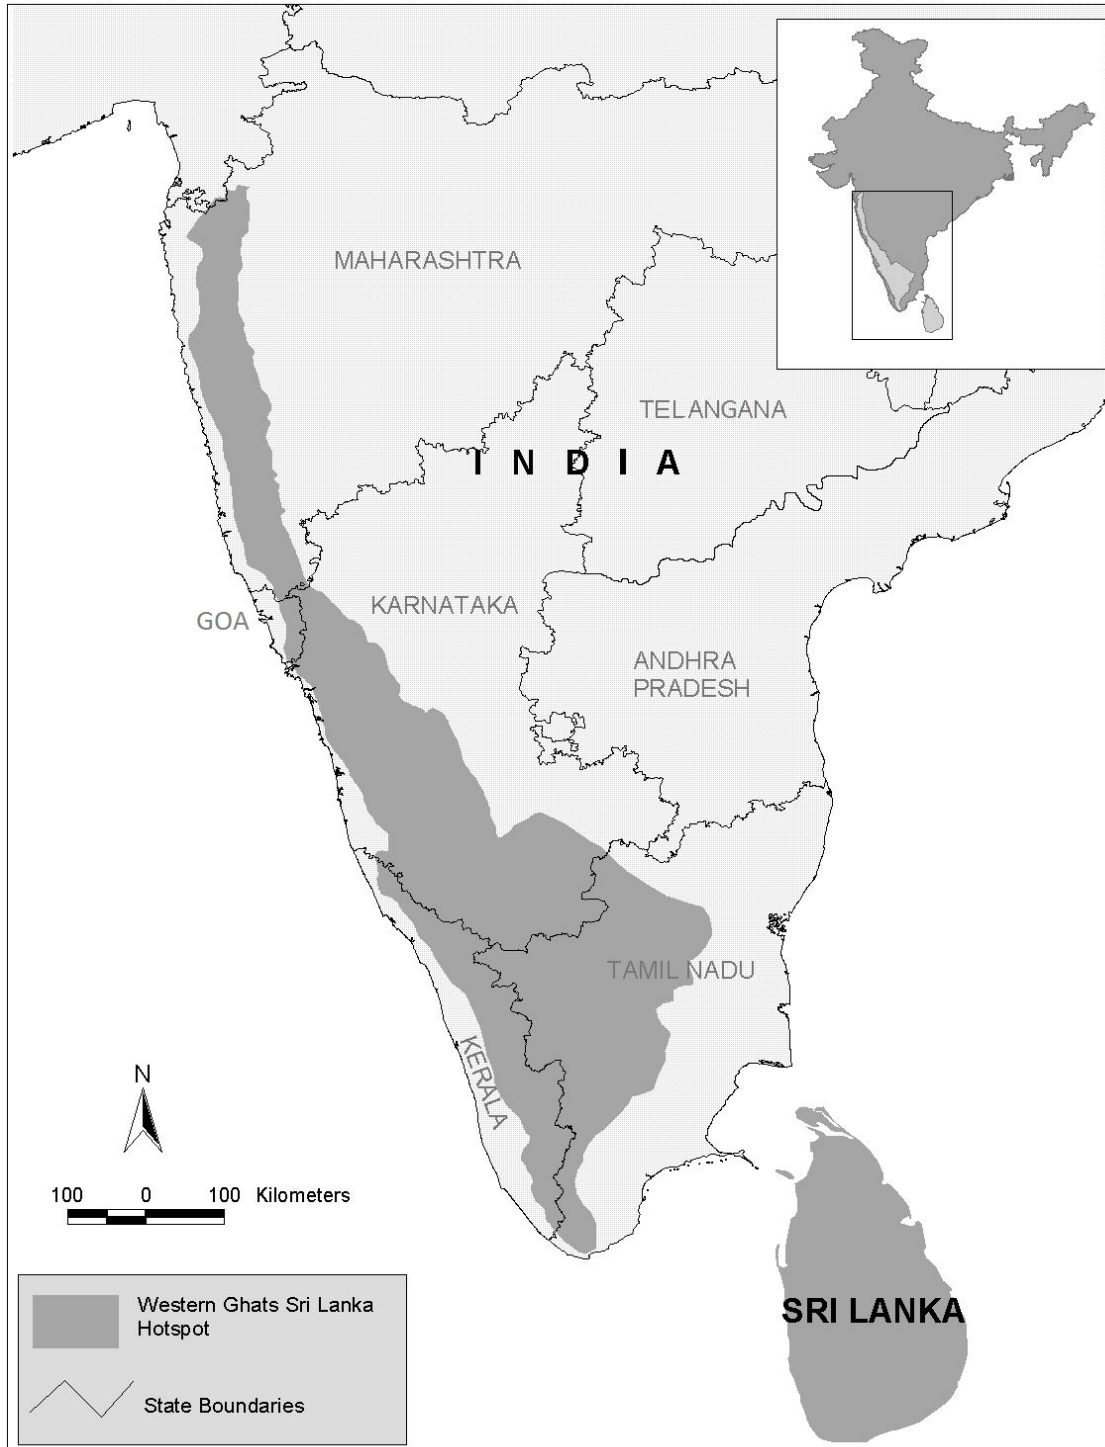 MAHARASHTRA
TELANGANA
I N D I A
KARNATAKA
GOA
ANDHRA
PRADESH
TAMIL NADU
KERALA
N
100 0 100 Kilometers
SRI LANKA
Western Ghats Sri Lanka
Hotspot
State Boundaries